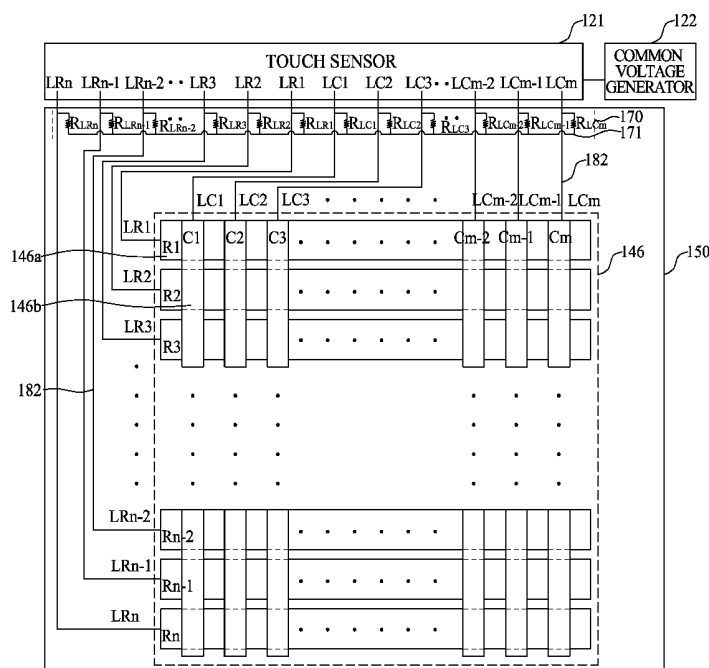 121
122
TOUCH SENSOR
COMMON
VOLTAGE
GENERATOR
LRn LRn-1 LRn-2 ·· LR3 LR2 LR1 LC1 LC2 LC3 ·· LCm-2 LCm-1 LCm
RLRn RLRn-1 RLRn-2 ·· RLR3 RLR2 RLR1 RLC1 RLC2 RLC3 ·· RLCm-2 RLCm-1 RLCm
170
171
182
LC1 LC2 LC3 · · · · · LCm-2 LCm-1 LCm
LR1
R1 C1 C2 C3 · · · · · Cm-2 Cm-1 Cm
146a
146
150
LR2
R2 · · · · ·
146b
LR3
R3 · · · · ·
182
LRn-2
Rn-2 · · · · ·
LRn-1
Rn-1 · · · · ·
LRn
Rn · · · · ·